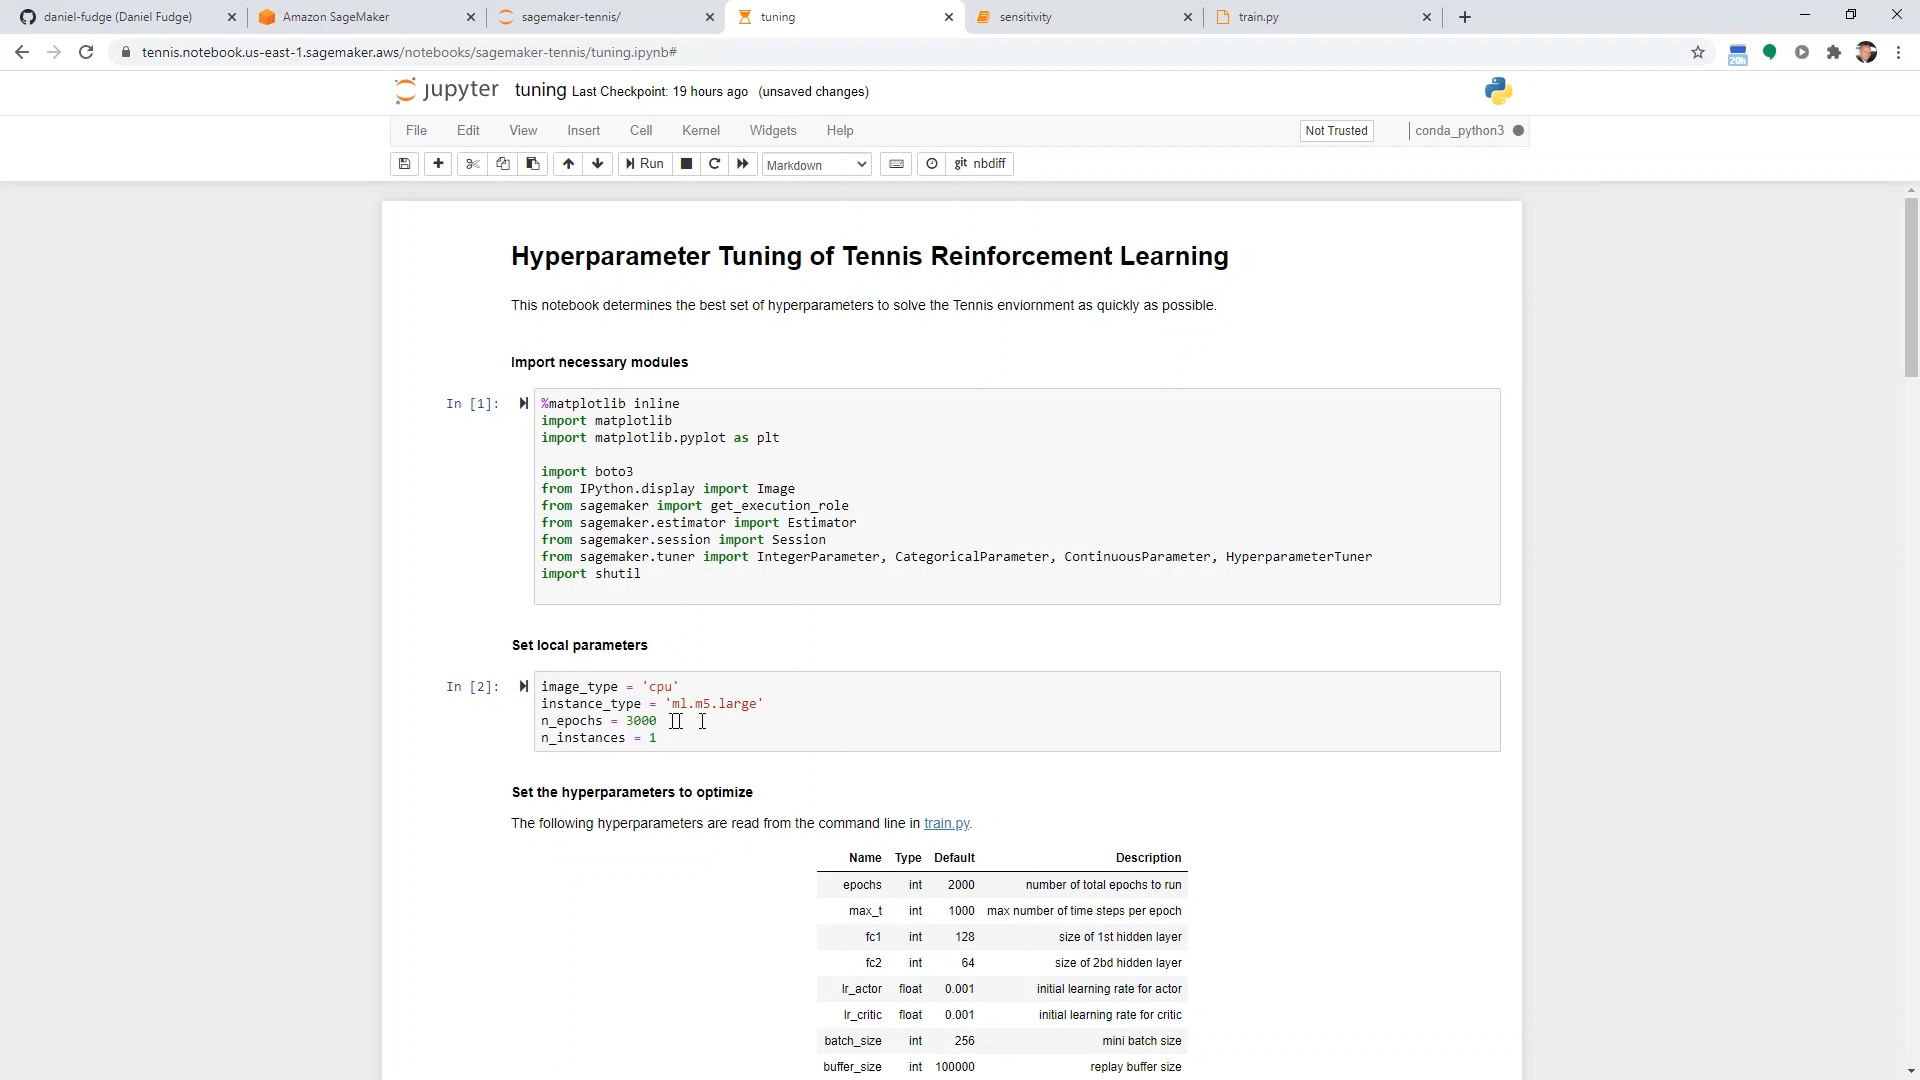 daniel-fudge (Daniel Fudge)
Amazon SageMaker
sagemaker-tennis/
tuning
sensitivity
train.py
tennis.notebook.us-east-1.sagemaker.aws/notebooks/sagemaker-tennis/tuning.ipynb#
20h
jupyter tuning Last Checkpoint: 19 hours ago (unsaved changes)
File Edit View Insert Cell Kernel Widgets Help
Not Trusted
conda_python3
Run
Markdown
git nbdiff
Hyperparameter Tuning of Tennis Reinforcement Learning
This notebook determines the best set of hyperparameters to solve the Tennis enviornment as quickly as possible.
Import necessary modules
In [1]:
%matplotlib inline
import matplotlib
import matplotlib.pyplot as plt
import boto3
from IPython.display import Image
from sagemaker import get_execution_role
from sagemaker.estimator import Estimator
from sagemaker.session import Session
from sagemaker.tuner import IntegerParameter, CategoricalParameter, ContinuousParameter, HyperparameterTuner
import shutil
Set local parameters
In [2]:
image_type = 'cpu'
instance_type = 'ml.m5.large'
n_epochs = 3000
n_instances = 1
Set the hyperparameters to optimize
The following hyperparameters are read from the command line in train.py.
Name Type Default Description
epochs int 2000 number of total epochs to run
max_t int 1000 max number of time steps per epoch
fc1 int 128 size of 1st hidden layer
fc2 int 64 size of 2bd hidden layer
lr_actor float 0.001 initial learning rate for actor
lr_critic float 0.001 initial learning rate for critic
batch_size int 256 mini batch size
buffer_size int 100000 replay buffer size